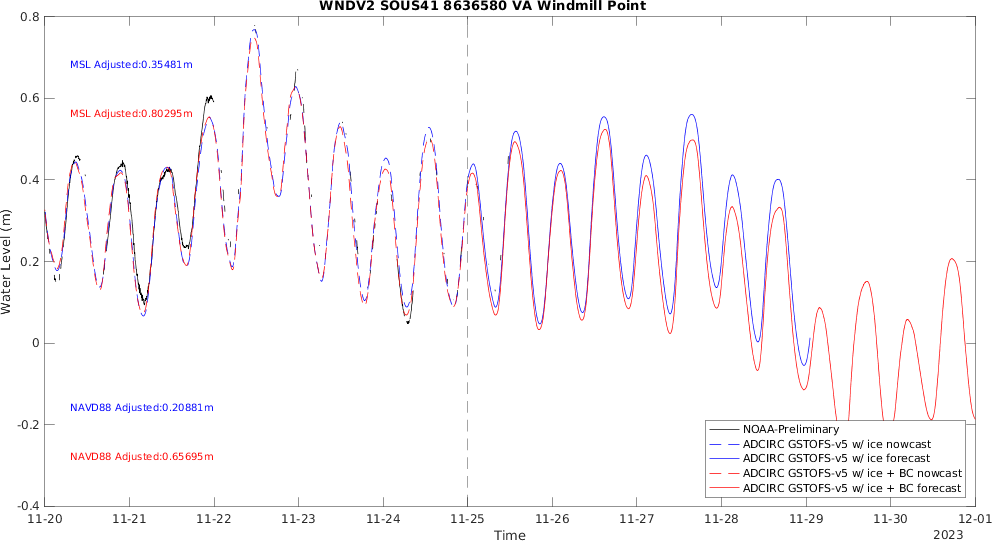 WNDV2 SOUS41 8636580 VA Windmill Point
0.8
0.6
0.4
0.2
0
-0.2
-0.4
Water Level (m)
MSL Adjusted:0.35481m
MSL Adjusted:0.80295m
NAVD88 Adjusted:0.20881m
NAVD88 Adjusted:0.65695m
NOAA-Preliminary
ADCIRC GSTOFS-v5 w/ ice nowcast
ADCIRC GSTOFS-v5 w/ ice forecast
ADCIRC GSTOFS-v5 w/ ice + BC nowcast
ADCIRC GSTOFS-v5 w/ ice + BC forecast
11-20 11-21 11-22 11-23 11-24 11-25 11-26 11-27 11-28 11-29 11-30 12-01
Time
2023